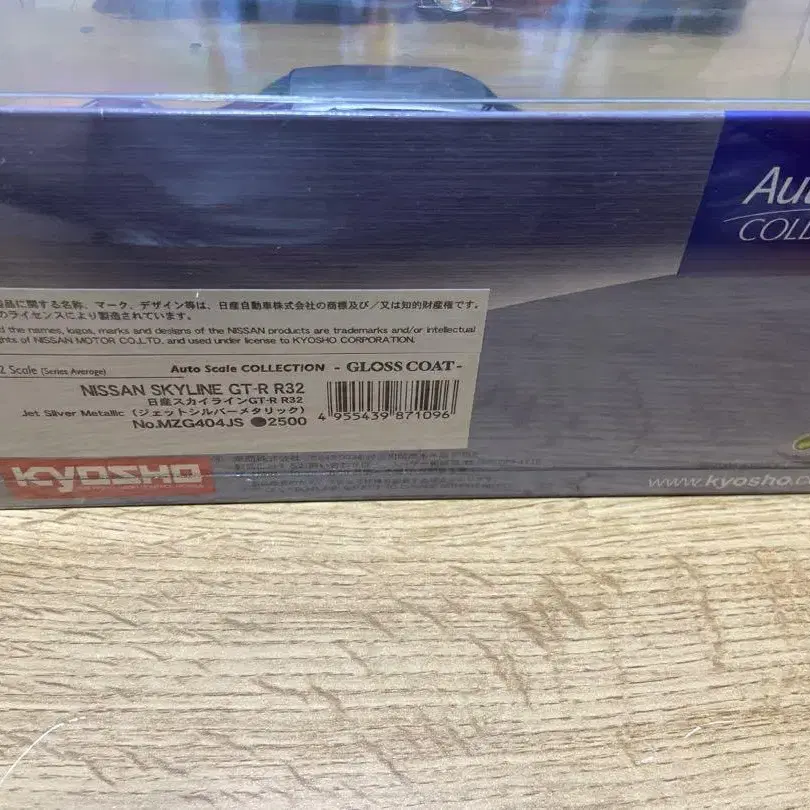 Au
COLL
品に関する名称、マーク、デザイン等は、日産自動車株式会社の商標及び/又は知的財産権です。
のライセンスにより製造されています。
d the names, logos, marks and designs of the NISSAN products are trademarks and/or intellectual
hts of NISSAN MOTOR CO.,LTD. and used under license to KYOSHO CORPORATION.
2 Scale (Series Average) Auto Scale COLLECTION - GLOSS COAT -
NISSAN SKYLINE GT-R R32
日産スカイラインGT-R R32
Jet Silver Metallic (ジェットシルバーメタリック)
No.MZG404JS ●2500
4 955439 871096
KYOSHO
www.kyosho.co